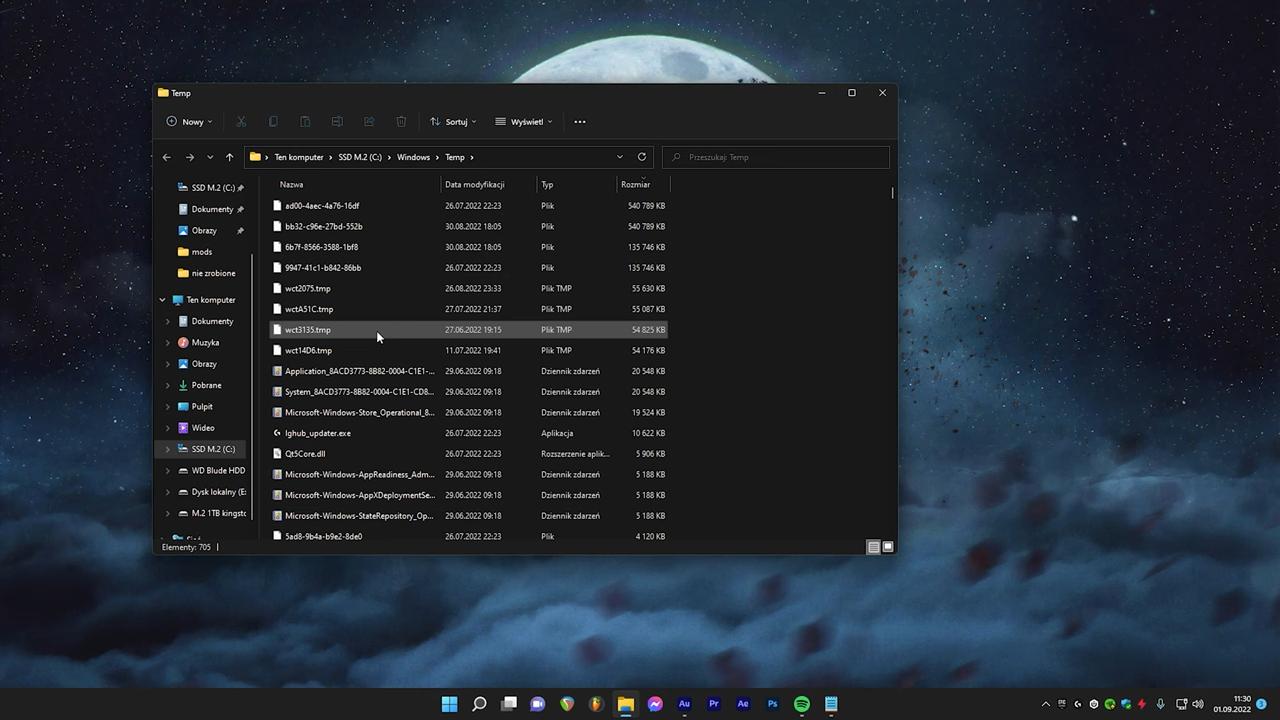 Temp
Nowy
Sortuj
Wyświetl
Ten komputer
SSD M.2 (C:)
Windows
Temp
Przeszukaj: Temp
SSD M.2 (C:)
Dokumenty
Obrazy
mods
nie zrobione
Ten komputer
Dokumenty
Muzyka
Obrazy
Pobrane
Pulpit
Wideo
SSD M.2 (C:)
WD Blude HDD
Dysk lokalny (E:
M.2 1TB kingsto
Nazwa Data modyfikacji Typ Rozmiar
ad00-4aec-4a76-16df 26.07.2022 22:23 Plik 540 789 KB
bb32-c96e-27bd-552b 30.08.2022 18:05 Plik 540 789 KB
6b7f-8566-3588-1bf8 30.08.2022 18:05 Plik 135 746 KB
9947-41c1-b842-86bb 26.07.2022 22:23 Plik 135 746 KB
wct2075.tmp 26.08.2022 23:33 Plik TMP 55 630 KB
wctA51C.tmp 27.07.2022 21:37 Plik TMP 55 087 KB
wct3135.tmp 27.06.2022 19:15 Plik TMP 54 825 KB
wct14D6.tmp 11.07.2022 19:41 Plik TMP 54 176 KB
Application_8ACD3773-8B82-0004-C1E1-... 29.06.2022 09:18 Dziennik zdarzeń 20 548 KB
System_8ACD3773-8B82-0004-C1E1-CD8... 29.06.2022 09:18 Dziennik zdarzeń 20 548 KB
Microsoft-Windows-Store_Operational_8... 29.06.2022 09:18 Dziennik zdarzeń 19 524 KB
lghub_updater.exe 26.07.2022 22:23 Aplikacja 10 622 KB
Qt5Core.dll 26.07.2022 22:23 Rozszerzenie aplik... 5 906 KB
Microsoft-Windows-AppReadiness_Adm... 29.06.2022 09:18 Dziennik zdarzeń 5 188 KB
Microsoft-Windows-AppXDeploymentSe... 29.06.2022 09:18 Dziennik zdarzeń 5 188 KB
Microsoft-Windows-StateRepository_Op... 29.06.2022 09:18 Dziennik zdarzeń 5 188 KB
5ad8-9b4a-b9e2-8de0 26.07.2022 22:23 Plik 4 120 KB
Elementy: 705
Au Pr Ae Ps
11:30
01.09.2022
3